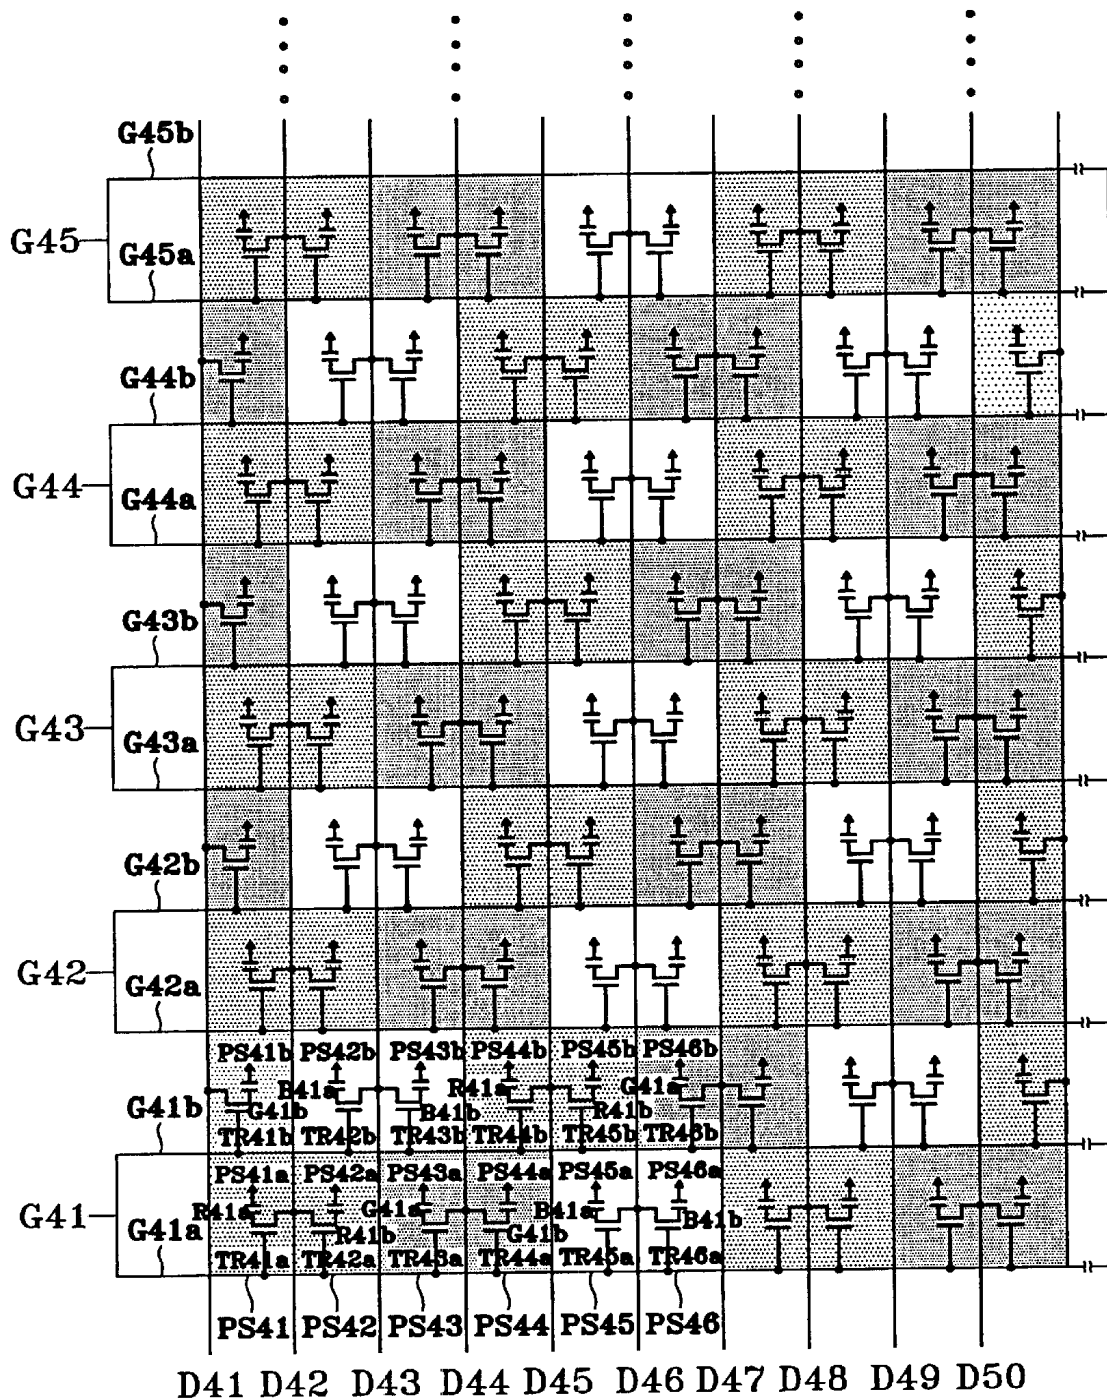 G45b
G45
G45a
G44b
G44
G44a
G43b
G43
G43a
G42b
G42
G42a
PS41b PS42b PS43b PS44b PS45b PS46b
B41a R41a G41a
G41b G41b B41b R41b
TR41b TR42b TR43b TR44b TR45b TR46b
PS41a PS42a PS43a PS44a PS45a PS46a
R41a G41a B41a B41b
G41 G41a R41b G41b
TR41a TR42a TR43a TR44a TR45a TR46a
PS41 PS42 PS43 PS44 PS45 PS46
D41 D42 D43 D44 D45 D46 D47 D48 D49 D50